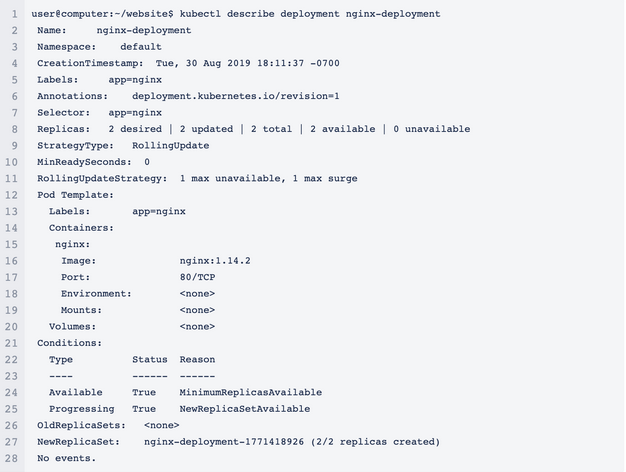 1 user@computer:~/website$ kubectl describe deployment nginx-deployment
2 Name: nginx-deployment
3 Namespace: default
4 CreationTimestamp: Tue, 30 Aug 2019 18:11:37 -0700
5 Labels: app=nginx
6 Annotations: deployment.kubernetes.io/revision=1
7 Selector: app=nginx
8 Replicas: 2 desired | 2 updated | 2 total | 2 available | 0 unavailable
9 StrategyType: RollingUpdate
10 MinReadySeconds: 0
11 RollingUpdateStrategy: 1 max unavailable, 1 max surge
12 Pod Template:
13 Labels: app=nginx
14 Containers:
15 nginx:
16 Image: nginx:1.14.2
17 Port: 80/TCP
18 Environment: <none>
19 Mounts: <none>
20 Volumes: <none>
21 Conditions:
22 Type Status Reason
23 ---- ------ ------
24 Available True MinimumReplicasAvailable
25 Progressing True NewReplicaSetAvailable
26 OldReplicaSets: <none>
27 NewReplicaSet: nginx-deployment-1771418926 (2/2 replicas created)
28 No events.